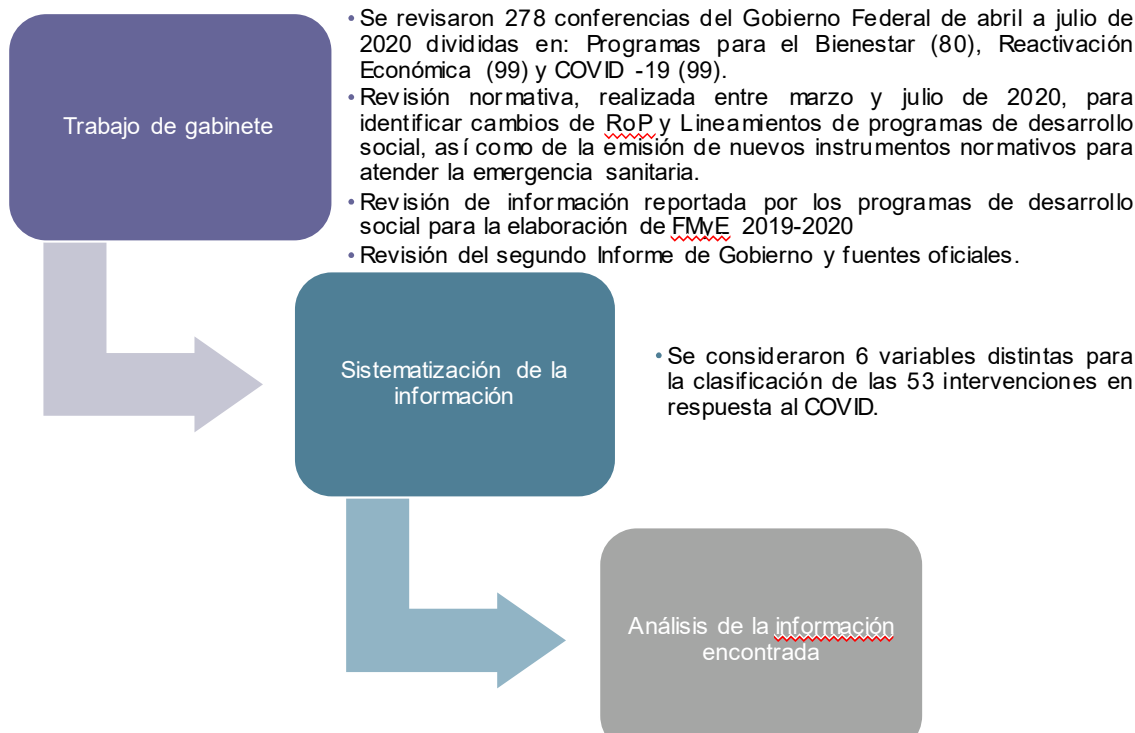 Trabajo de gabinete
• Se revisaron 278 conferencias del Gobierno Federal de abril a julio de
2020 divididas en: Programas para el Bienestar (80), Reactivación
Económica (99) y COVID -19 (99).
• Revisión normativa, realizada entre marzo y julio de 2020, para
identificar cambios de RoP y Lineamientos de programas de desarrollo
social, así como de la emisión de nuevos instrumentos normativos para
atender la emergencia sanitaria.
• Revisión de información reportada por los programas de desarrollo
social para la elaboración de FMyE 2019-2020
• Revisión del segundo Informe de Gobierno y fuentes oficiales.
Sistematización de la
información
• Se consideraron 6 variables distintas para
la clasificación de las 53 intervenciones en
respuesta al COVID.
Análisis de la información
encontrada